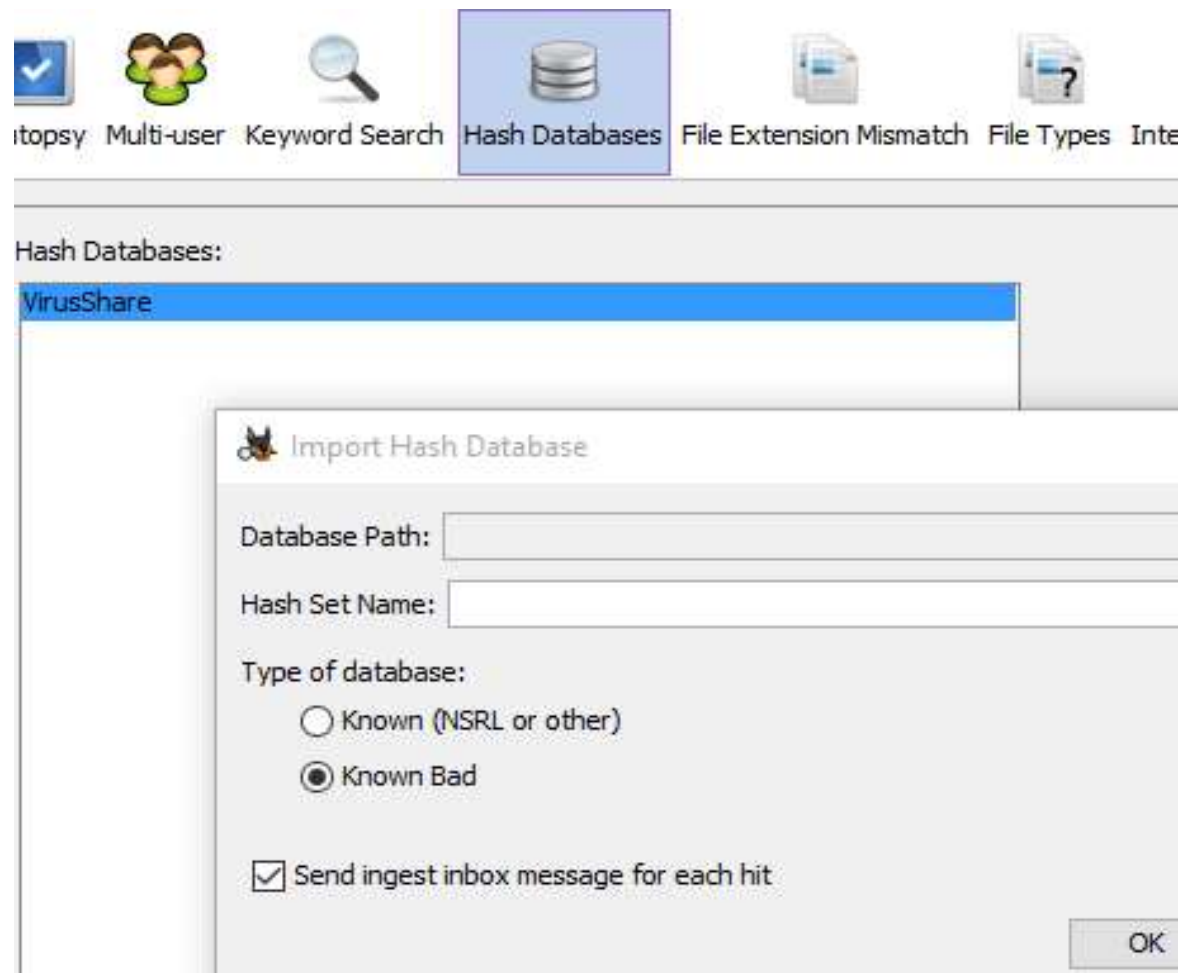 utopsy Multi-user Keyword Search Hash Databases File Extension Mismatch File Types Inte
Hash Databases:
VirusShare
Import Hash Database
Database Path:
Hash Set Name:
Type of database:
Known (NSRL or other)
Known Bad
Send ingest inbox message for each hit
OK